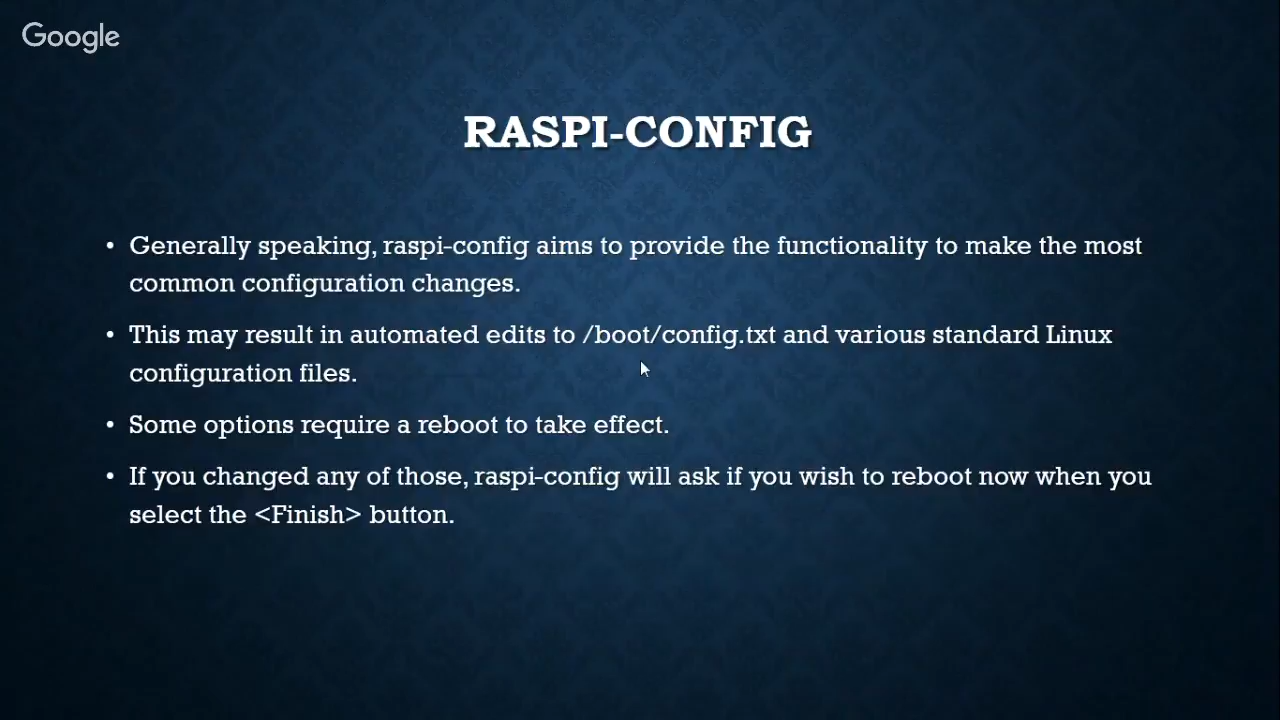 Google
RASPI-CONFIG
• Generally speaking, raspi-config aims to provide the functionality to make the most
common configuration changes.
• This may result in automated edits to /boot/config.txt and various standard Linux
configuration files.
• Some options require a reboot to take effect.
• If you changed any of those, raspi-config will ask if you wish to reboot now when you
select the <Finish> button.